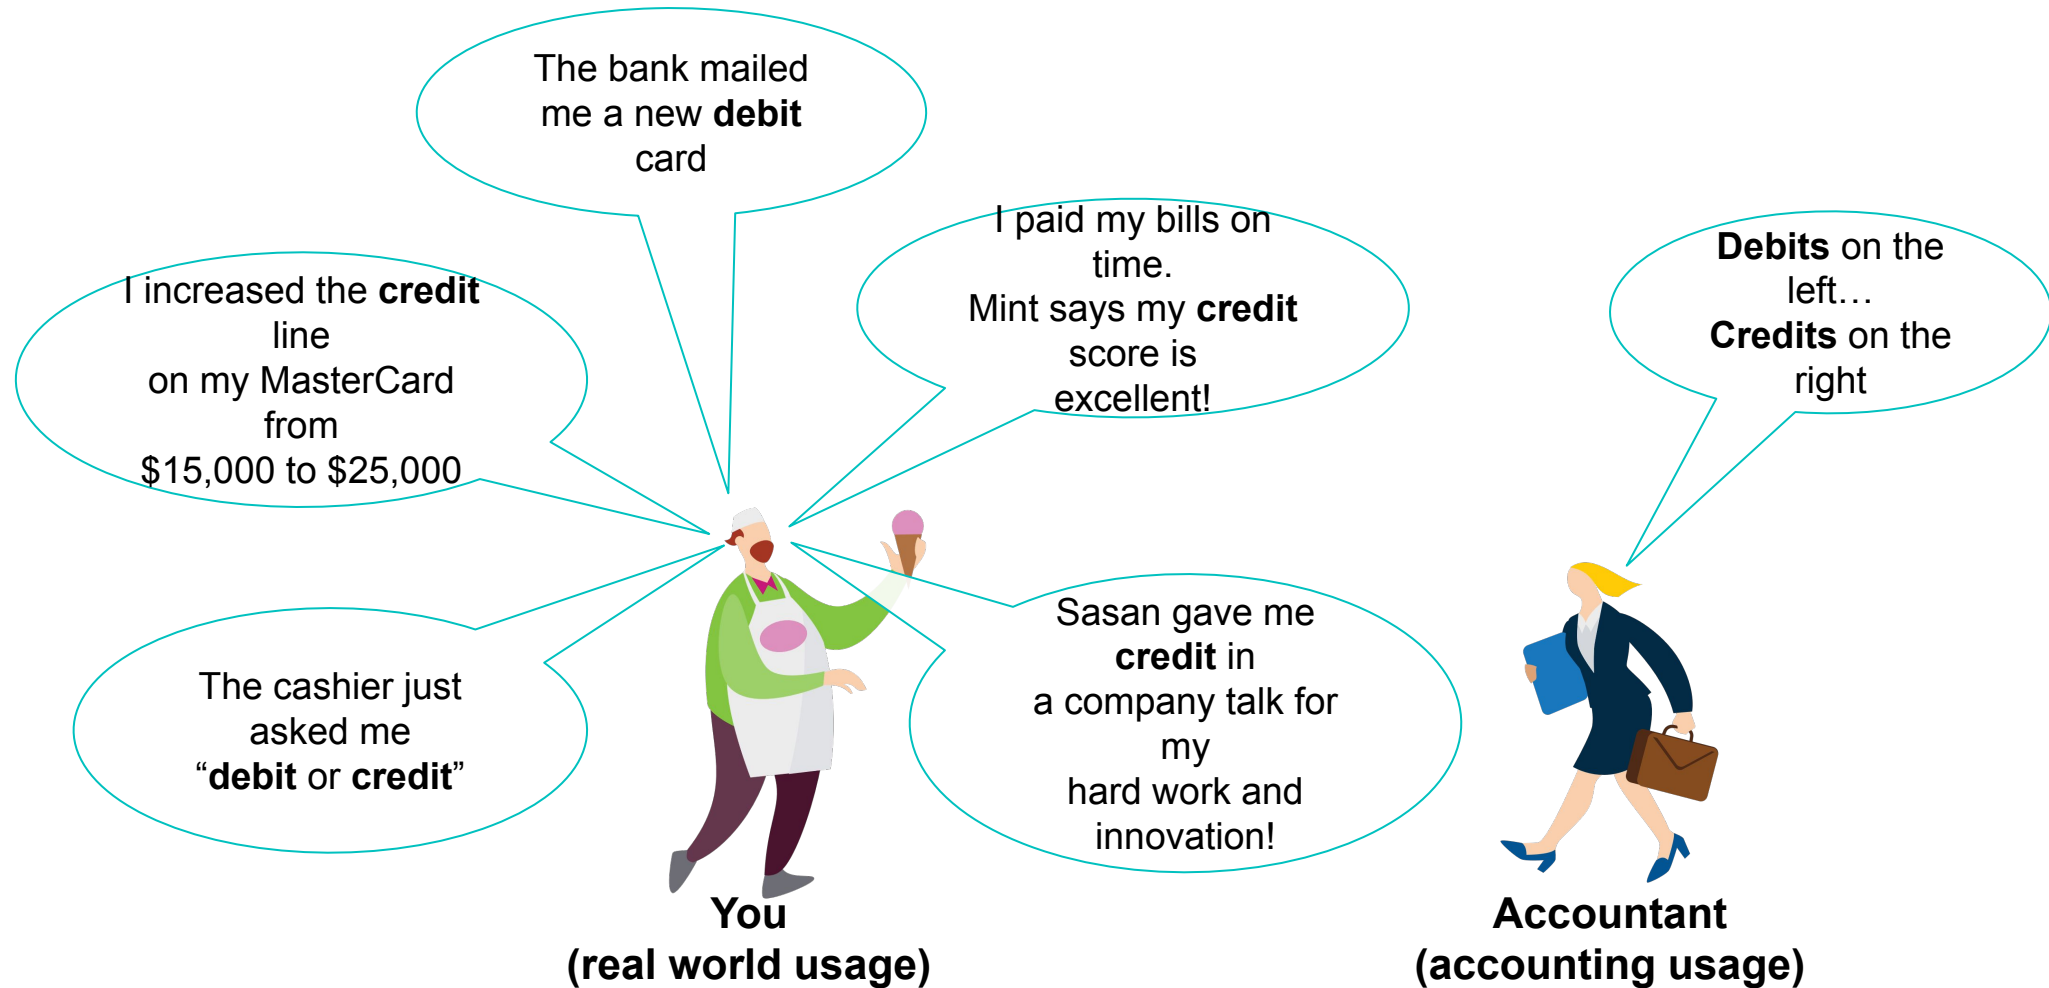 The bank mailed
me a new debit
card
I increased the credit
line
on my MasterCard
from
$15,000 to $25,000
I paid my bills on
time.
Mint says my credit
score is
excellent!
Debits on the
left…
Credits on the
right
The cashier just
asked me
“debit or credit”
Sasan gave me
credit in
a company talk for
my
hard work and
innovation!
You
(real world usage)
Accountant
(accounting usage)